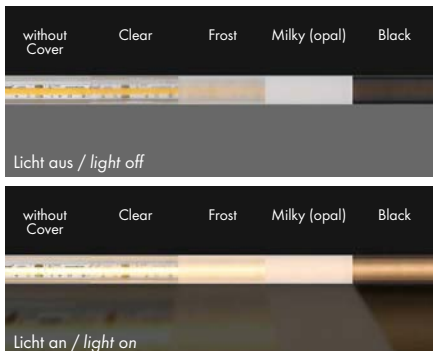 without Cover Clear Frost Milky (opal) Black
Licht aus / light off
without Cover Clear Frost Milky (opal) Black
Licht an / light on